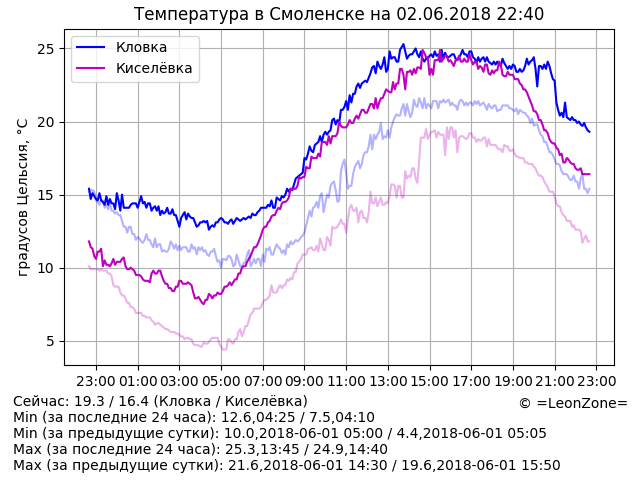 Температура в Смоленске на 02.06.2018 22:40
Кловка
Киселёвка
градусов Цельсия, °C
25
20
15
10
5
23:00 01:00 03:00 05:00 07:00 09:00 11:00 13:00 15:00 17:00 19:00 21:00 23:00
Сейчас: 19.3 / 16.4 (Кловка / Киселёвка)
© =LeonZone=
Min (за последние 24 часа): 12.6,04:25 / 7.5,04:10
Min (за предыдущие сутки): 10.0,2018-06-01 05:00 / 4.4,2018-06-01 05:05
Max (за последние 24 часа): 25.3,13:45 / 24.9,14:40
Max (за предыдущие сутки): 21.6,2018-06-01 14:30 / 19.6,2018-06-01 15:50